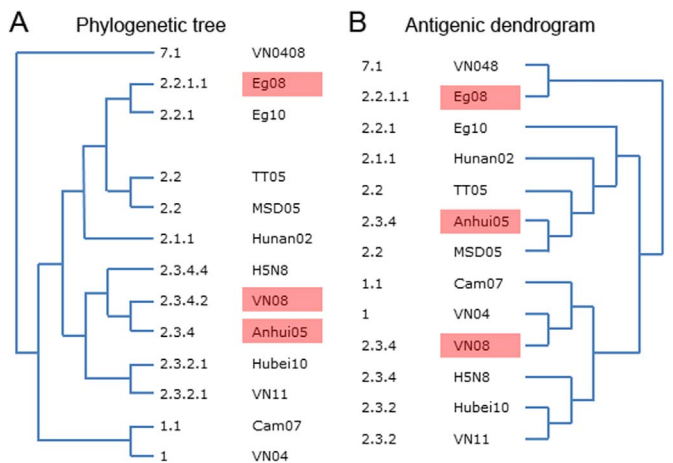 A Phylogenetic tree
7.1 VN0408
2.2.1.1 Eg08
2.2.1 Eg10
2.2 TT05
2.2 MSD05
2.1.1 Hunan02
2.3.4.4 H5N8
2.3.4.2 VN08
2.3.4 Anhui05
2.3.2.1 Hubei10
2.3.2.1 VN11
1.1 Cam07
1 VN04
B Antigenic dendrogram
7.1 VN048
2.2.1.1 Eg08
2.2.1 Eg10
2.1.1 Hunan02
2.2 TT05
2.3.4 Anhui05
2.2 MSD05
1.1 Cam07
1 VN04
2.3.4 VN08
2.3.4 H5N8
2.3.2 Hubei10
2.3.2 VN11